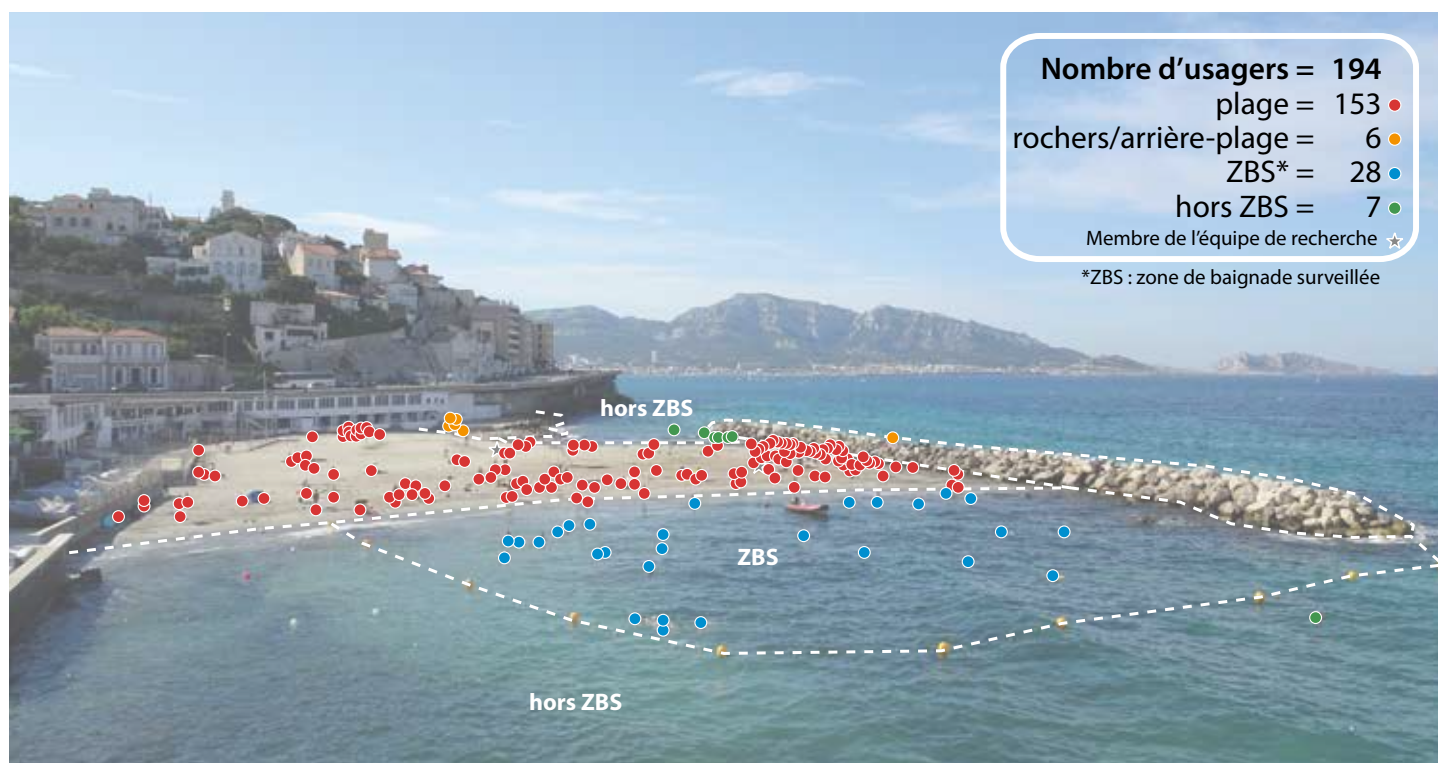 Nombre d'usagers = 194
plage = 153
rochers/arrière-plage = 6
ZBS* = 28
hors ZBS = 7
Membre de l'équipe de recherche
*ZBS : zone de baignade surveillée
hors ZBS
ZBS
hors ZBS